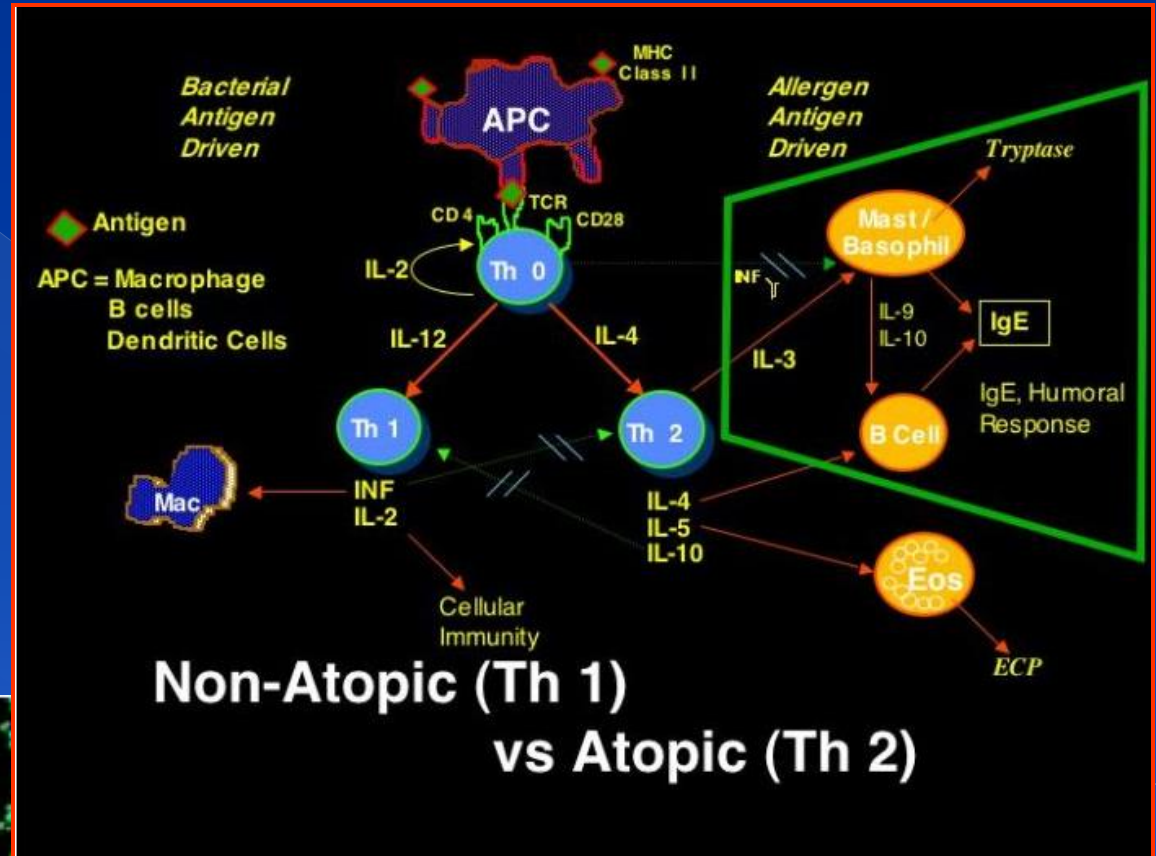 MHC
Class II
Bacterial
Antigen
Driven
APC
Allergen
Antigen
Driven
Tryptase
Antigen
TCR
CD 4
CD28
Mast /
Basophil
APC = Macrophage
B cells
Dendritic Cells
IL-2
Th 0
INF γ
IL-9
IL-10
IgE
IL-12
IL-4
IL-3
IgE, Humoral
Response
Th 1
Th 2
B Cell
Mac
INF
IL-2
IL-4
IL-5
IL-10
Eos
Cellular
Immunity
ECP
Non-Atopic (Th 1)
vs Atopic (Th 2)